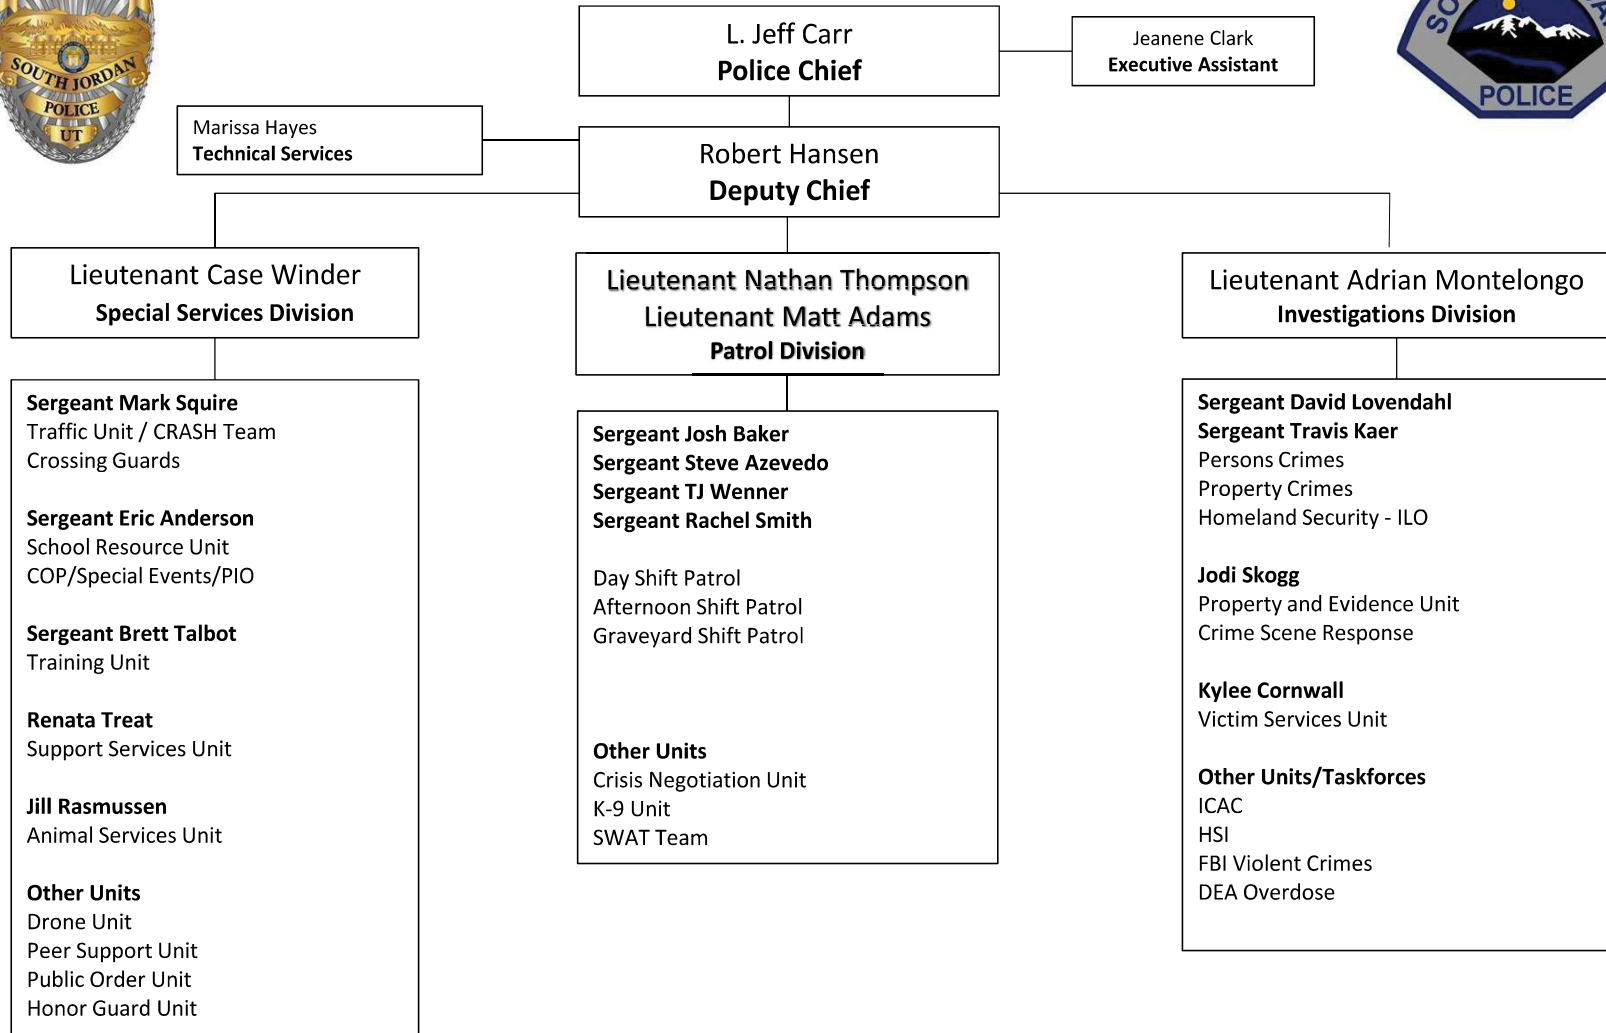 SOUTH JORDAN
POLICE
UT
L. Jeff Carr
Police Chief
Jeanene Clark
Executive Assistant
POLICE
Marissa Hayes
Technical Services
Robert Hansen
Deputy Chief
Lieutenant Case Winder
Special Services Division
Lieutenant Nathan Thompson
Lieutenant Matt Adams
Patrol Division
Lieutenant Adrian Montelongo
Investigations Division
Sergeant Mark Squire
Traffic Unit / CRASH Team
Crossing Guards
Sergeant Eric Anderson
School Resource Unit
COP/Special Events/PIO
Sergeant Brett Talbot
Training Unit
Renata Treat
Support Services Unit
Jill Rasmussen
Animal Services Unit
Other Units
Drone Unit
Peer Support Unit
Public Order Unit
Honor Guard Unit
Sergeant Josh Baker
Sergeant Steve Azevedo
Sergeant TJ Wenner
Sergeant Rachel Smith
Day Shift Patrol
Afternoon Shift Patrol
Graveyard Shift Patrol
Other Units
Crisis Negotiation Unit
K-9 Unit
SWAT Team
Sergeant David Lovendahl
Sergeant Travis Kaer
Persons Crimes
Property Crimes
Homeland Security - ILO
Jodi Skogg
Property and Evidence Unit
Crime Scene Response
Kylee Cornwall
Victim Services Unit
Other Units/Taskforces
ICAC
HSI
FBI Violent Crimes
DEA Overdose